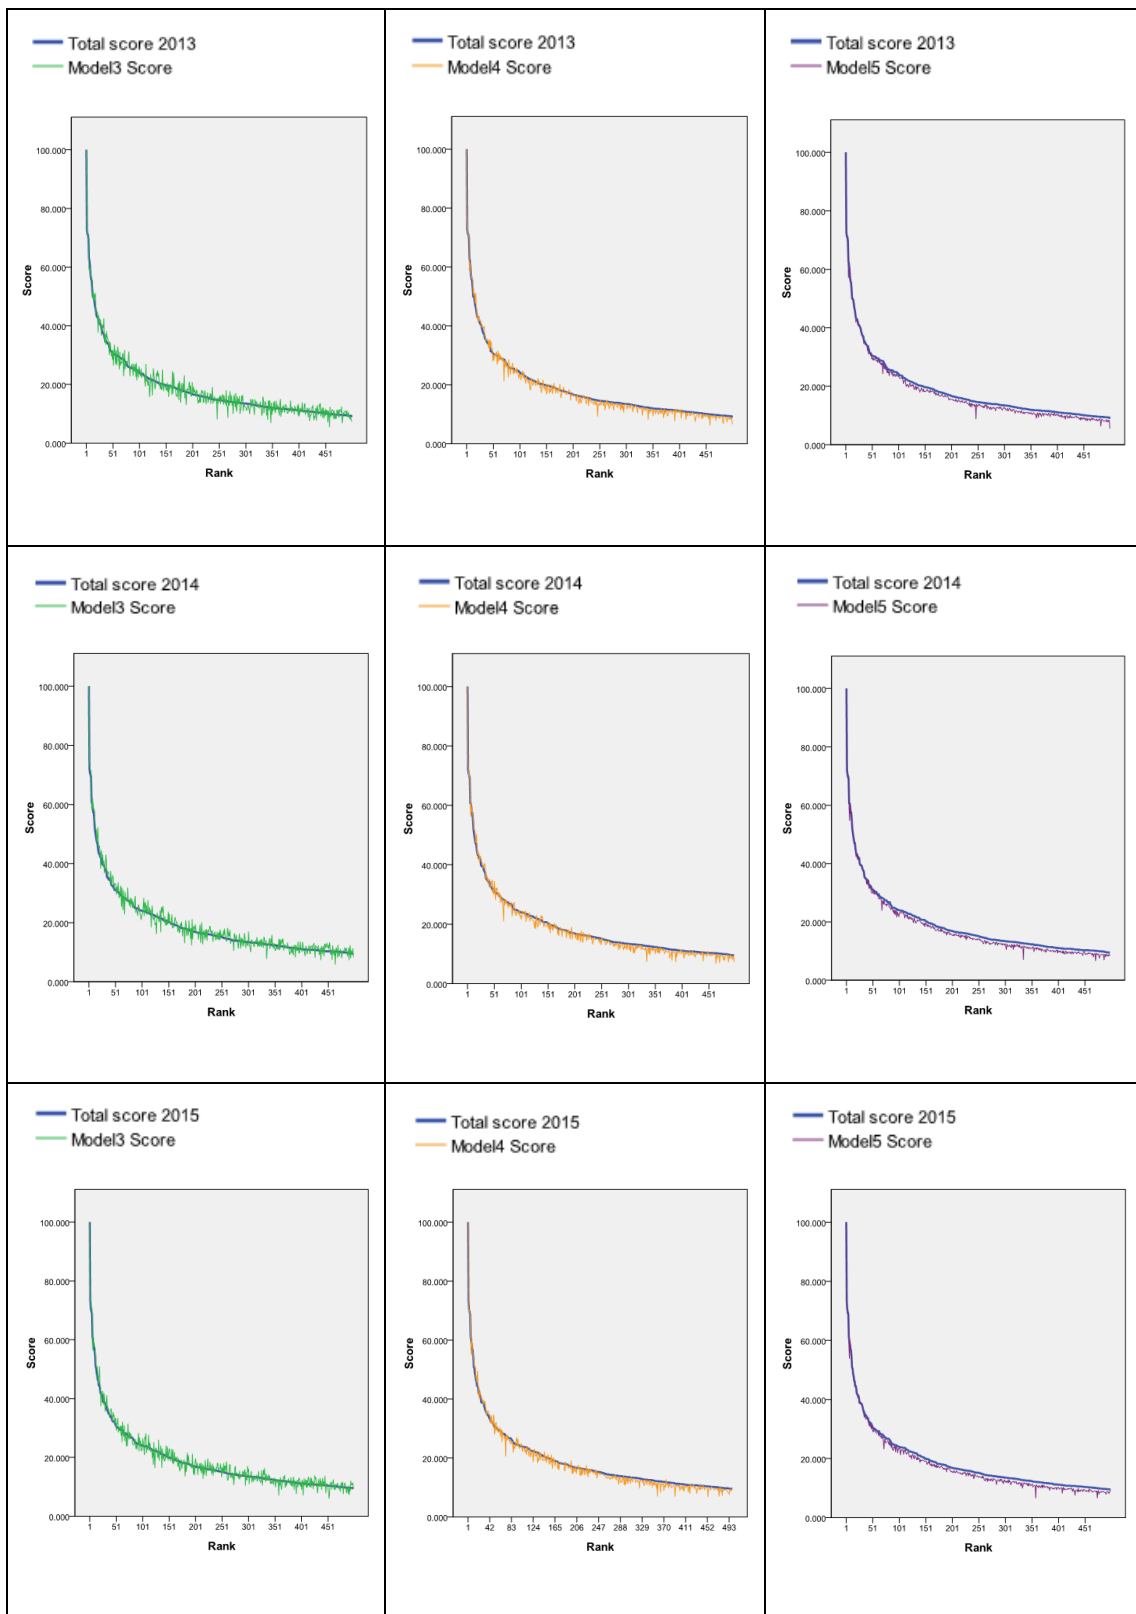 Total score 2013
Model3 Score
100.000
80.000
60.000
40.000
20.000
0.000
Score
1 51 101 151 201 251 301 351 401 451
Rank
Total score 2013
Model4 Score
100.000
80.000
60.000
40.000
20.000
0.000
Score
1 51 101 151 201 251 301 351 401 451
Rank
Total score 2013
Model5 Score
100.000
80.000
60.000
40.000
20.000
0.000
Score
1 51 101 151 201 251 301 351 401 451
Rank
Total score 2014
Model3 Score
100.000
80.000
60.000
40.000
20.000
0.000
Score
1 51 101 151 201 251 301 351 401 451
Rank
Total score 2014
Model4 Score
100.000
80.000
60.000
40.000
20.000
0.000
Score
1 51 101 151 201 251 301 351 401 451
Rank
Total score 2014
Model5 Score
100.000
80.000
60.000
40.000
20.000
0.000
Score
1 51 101 151 201 251 301 351 401 451
Rank
Total score 2015
Model3 Score
100.000
80.000
60.000
40.000
20.000
0.000
Score
1 51 101 151 201 251 301 351 401 451
Rank
Total score 2015
Model4 Score
100.000
80.000
60.000
40.000
20.000
0.000
Score
1 42 83 124 165 206 247 288 329 370 411 452 493
Rank
Total score 2015
Model5 Score
100.000
80.000
60.000
40.000
20.000
0.000
Score
1 51 101 151 201 251 301 351 401 451
Rank